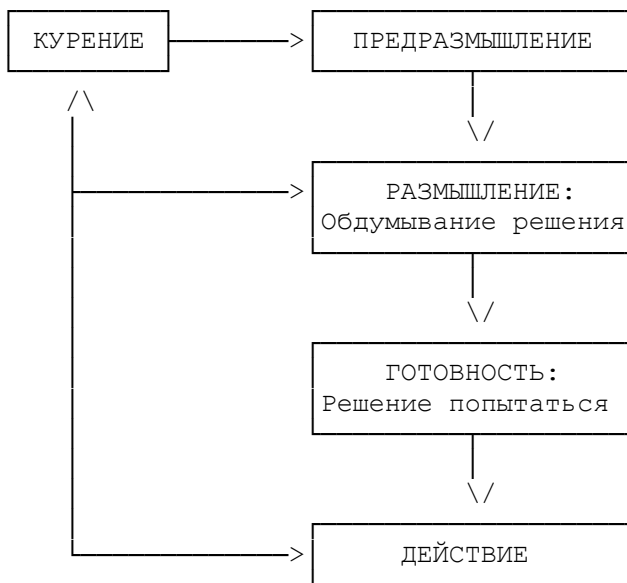 КУРЕНИЕ
ПРЕДРАЗМЫШЛЕНИЕ
РАЗМЫШЛЕНИЕ:
Обдумывание решения
ГОТОВНОСТЬ:
Решение попытаться
ДЕЙСТВИЕ